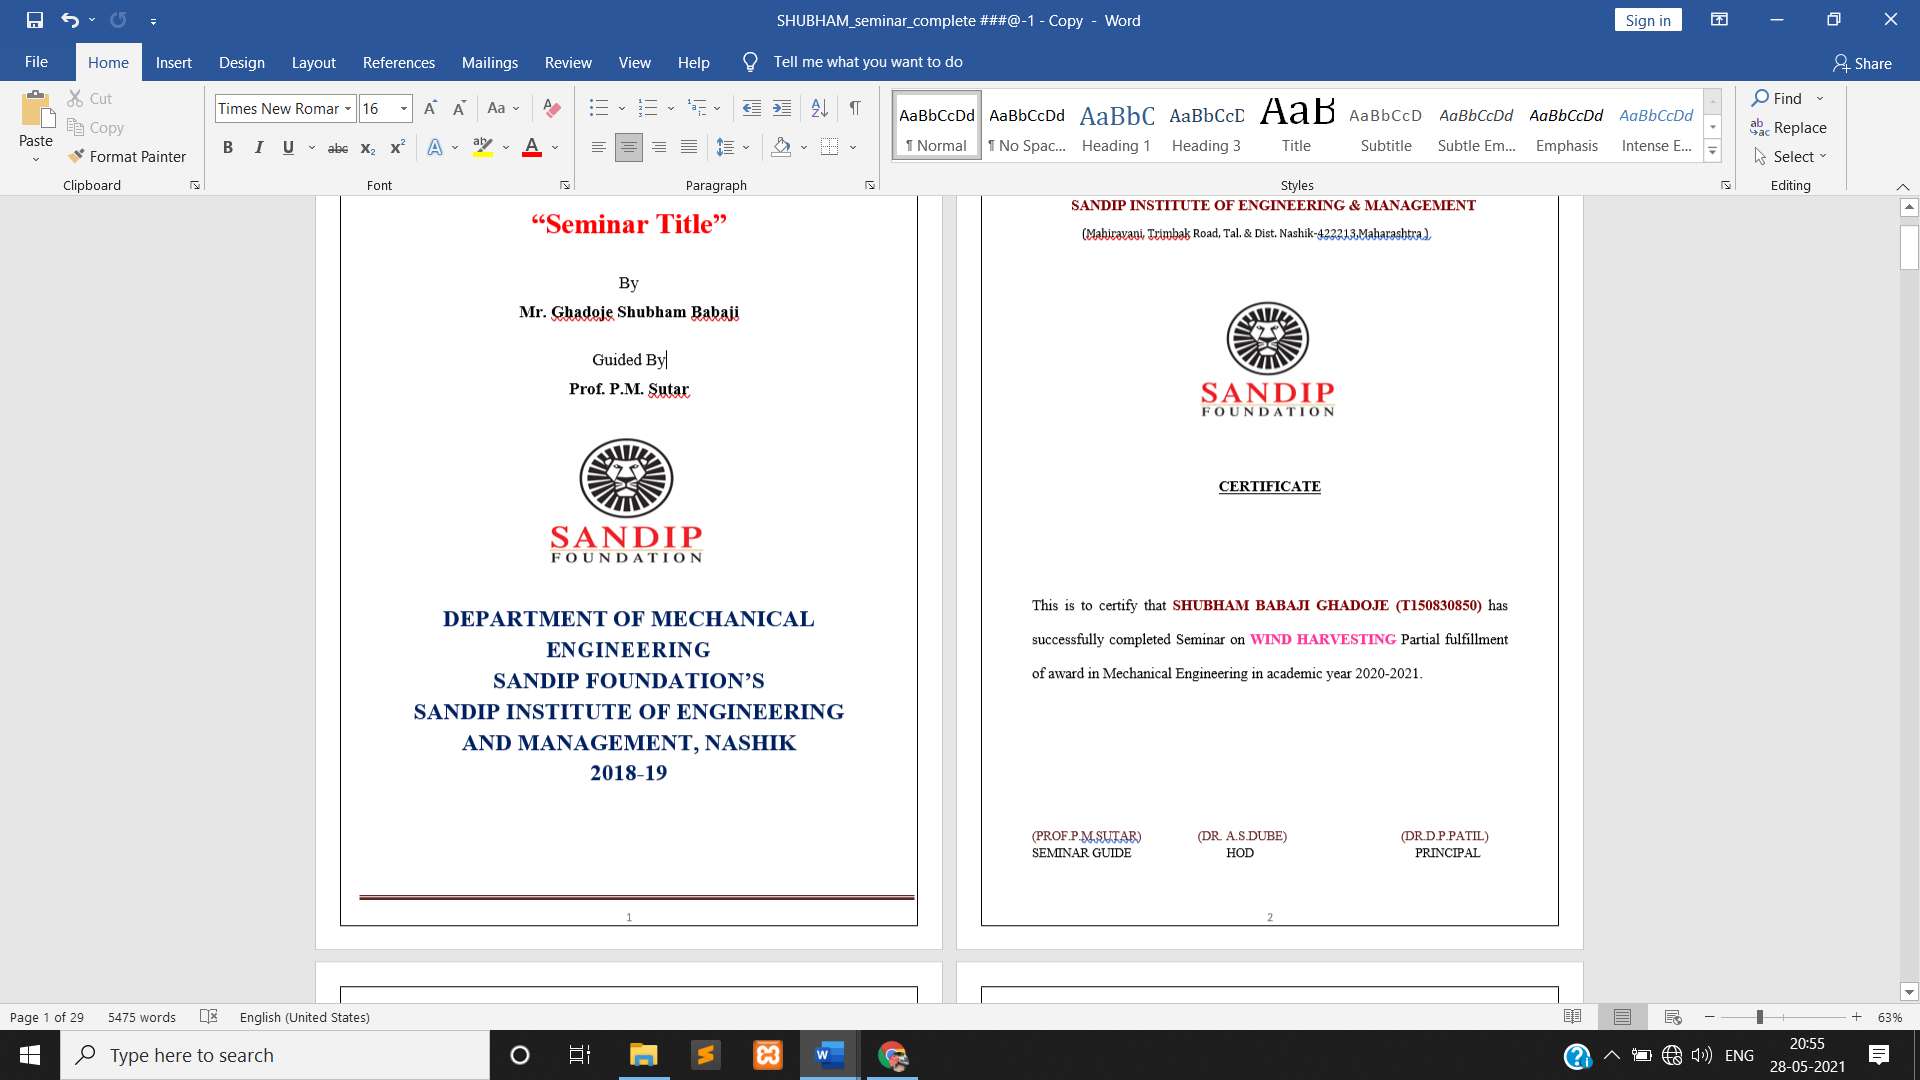 SHUBHAM_seminar_complete ###@-1 - Copy - Word
Sign in
File Home Insert Design Layout References Mailings Review View Help Tell me what you want to do
Share
Paste
Cut
Copy
Format Painter
Clipboard
Times New Romar 16
Aa
B I U abc x₂ x² A ab A
Font
Paragraph
AaBbCcDd AaBbCcDd AaBbC AaBbCcD AaB AaBbCcD AaBbCcDd AaBbCcDd AaBbCcDd
¶ Normal ¶ No Spac... Heading 1 Heading 3 Title Subtitle Subtle Em... Emphasis Intense E...
Styles
Find
Replace
Select
Editing
“Seminar Title”
By
Mr. Ghadoje Shubham Babaji
Guided By
Prof. P.M. Sutar
SANDIP
FOUNDATION
DEPARTMENT OF MECHANICAL
ENGINEERING
SANDIP FOUNDATION’S
SANDIP INSTITUTE OF ENGINEERING
AND MANAGEMENT, NASHIK
2018-19
1
SANDIP INSTITUTE OF ENGINEERING & MANAGEMENT
(Mahiravani, Trimbak Road, Tal. & Dist. Nashik-422213,Maharashtra )
SANDIP
FOUNDATION
CERTIFICATE
This is to certify that SHUBHAM BABAJI GHADOJE (T150830850) has
successfully completed Seminar on WIND HARVESTING Partial fulfillment
of award in Mechanical Engineering in academic year 2020-2021.
(PROF.P.M.SUTAR) (DR. A.S.DUBE) (DR.D.P.PATIL)
SEMINAR GUIDE HOD PRINCIPAL
2
Page 1 of 29 5475 words English (United States)
63%
Type here to search
ENG
20:55
28-05-2021